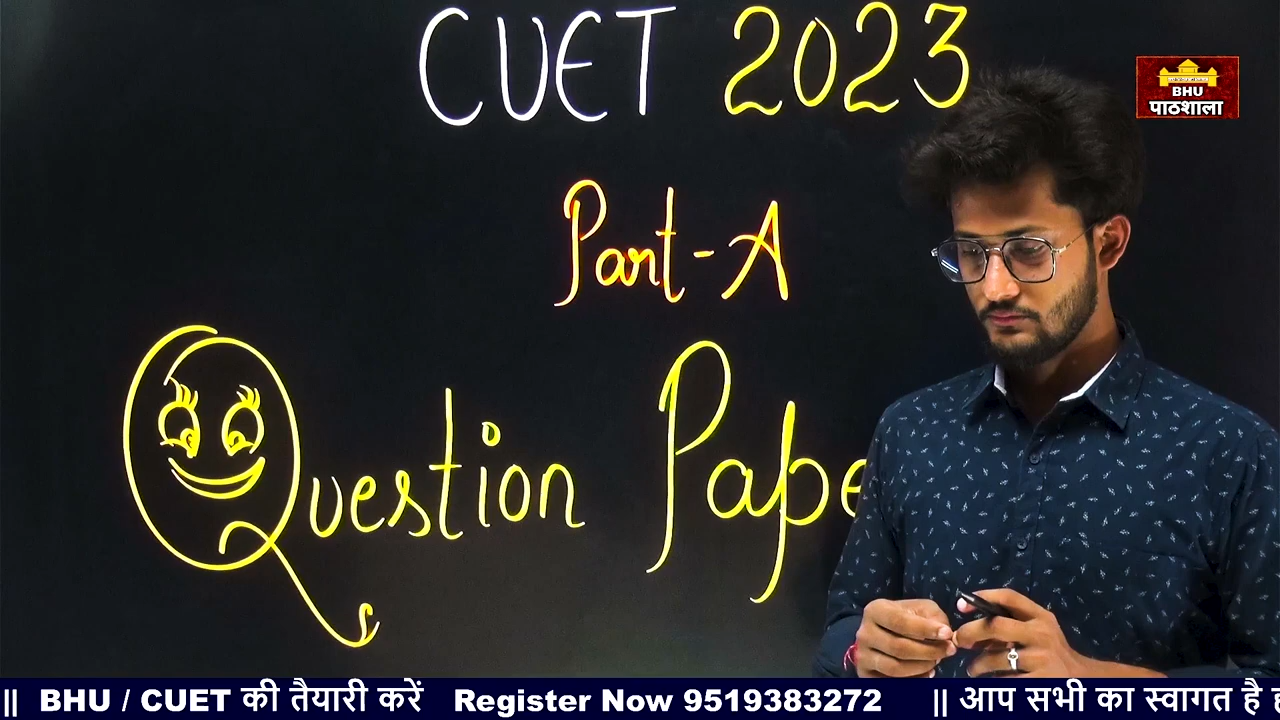 CUET 2023
BHU
पाठशाला
Part-A
Question Pape
|| BHU / CUET की तैयारी करें Register Now 9519383272 || आप सभी का स्वागत है